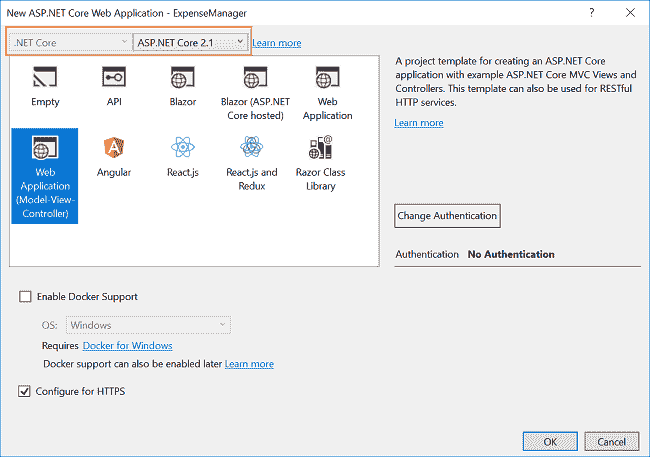 New ASP.NET Core Web Application - ExpenseManager
? ×
.NET Core
ASP.NET Core 2.1
Learn more
Empty
API
Blazor
Blazor (ASP.NET
Core hosted)
Web
Application
Web
Application
(Model-View-
Controller)
Angular
React.js
React.js and
Redux
Razor Class
Library
A project template for creating an ASP.NET Core
application with example ASP.NET Core MVC Views and
Controllers. This template can also be used for RESTful
HTTP services.
Learn more
Change Authentication
Authentication No Authentication
Enable Docker Support
OS: Windows
Requires Docker for Windows
Docker support can also be enabled later Learn more
Configure for HTTPS
OK
Cancel